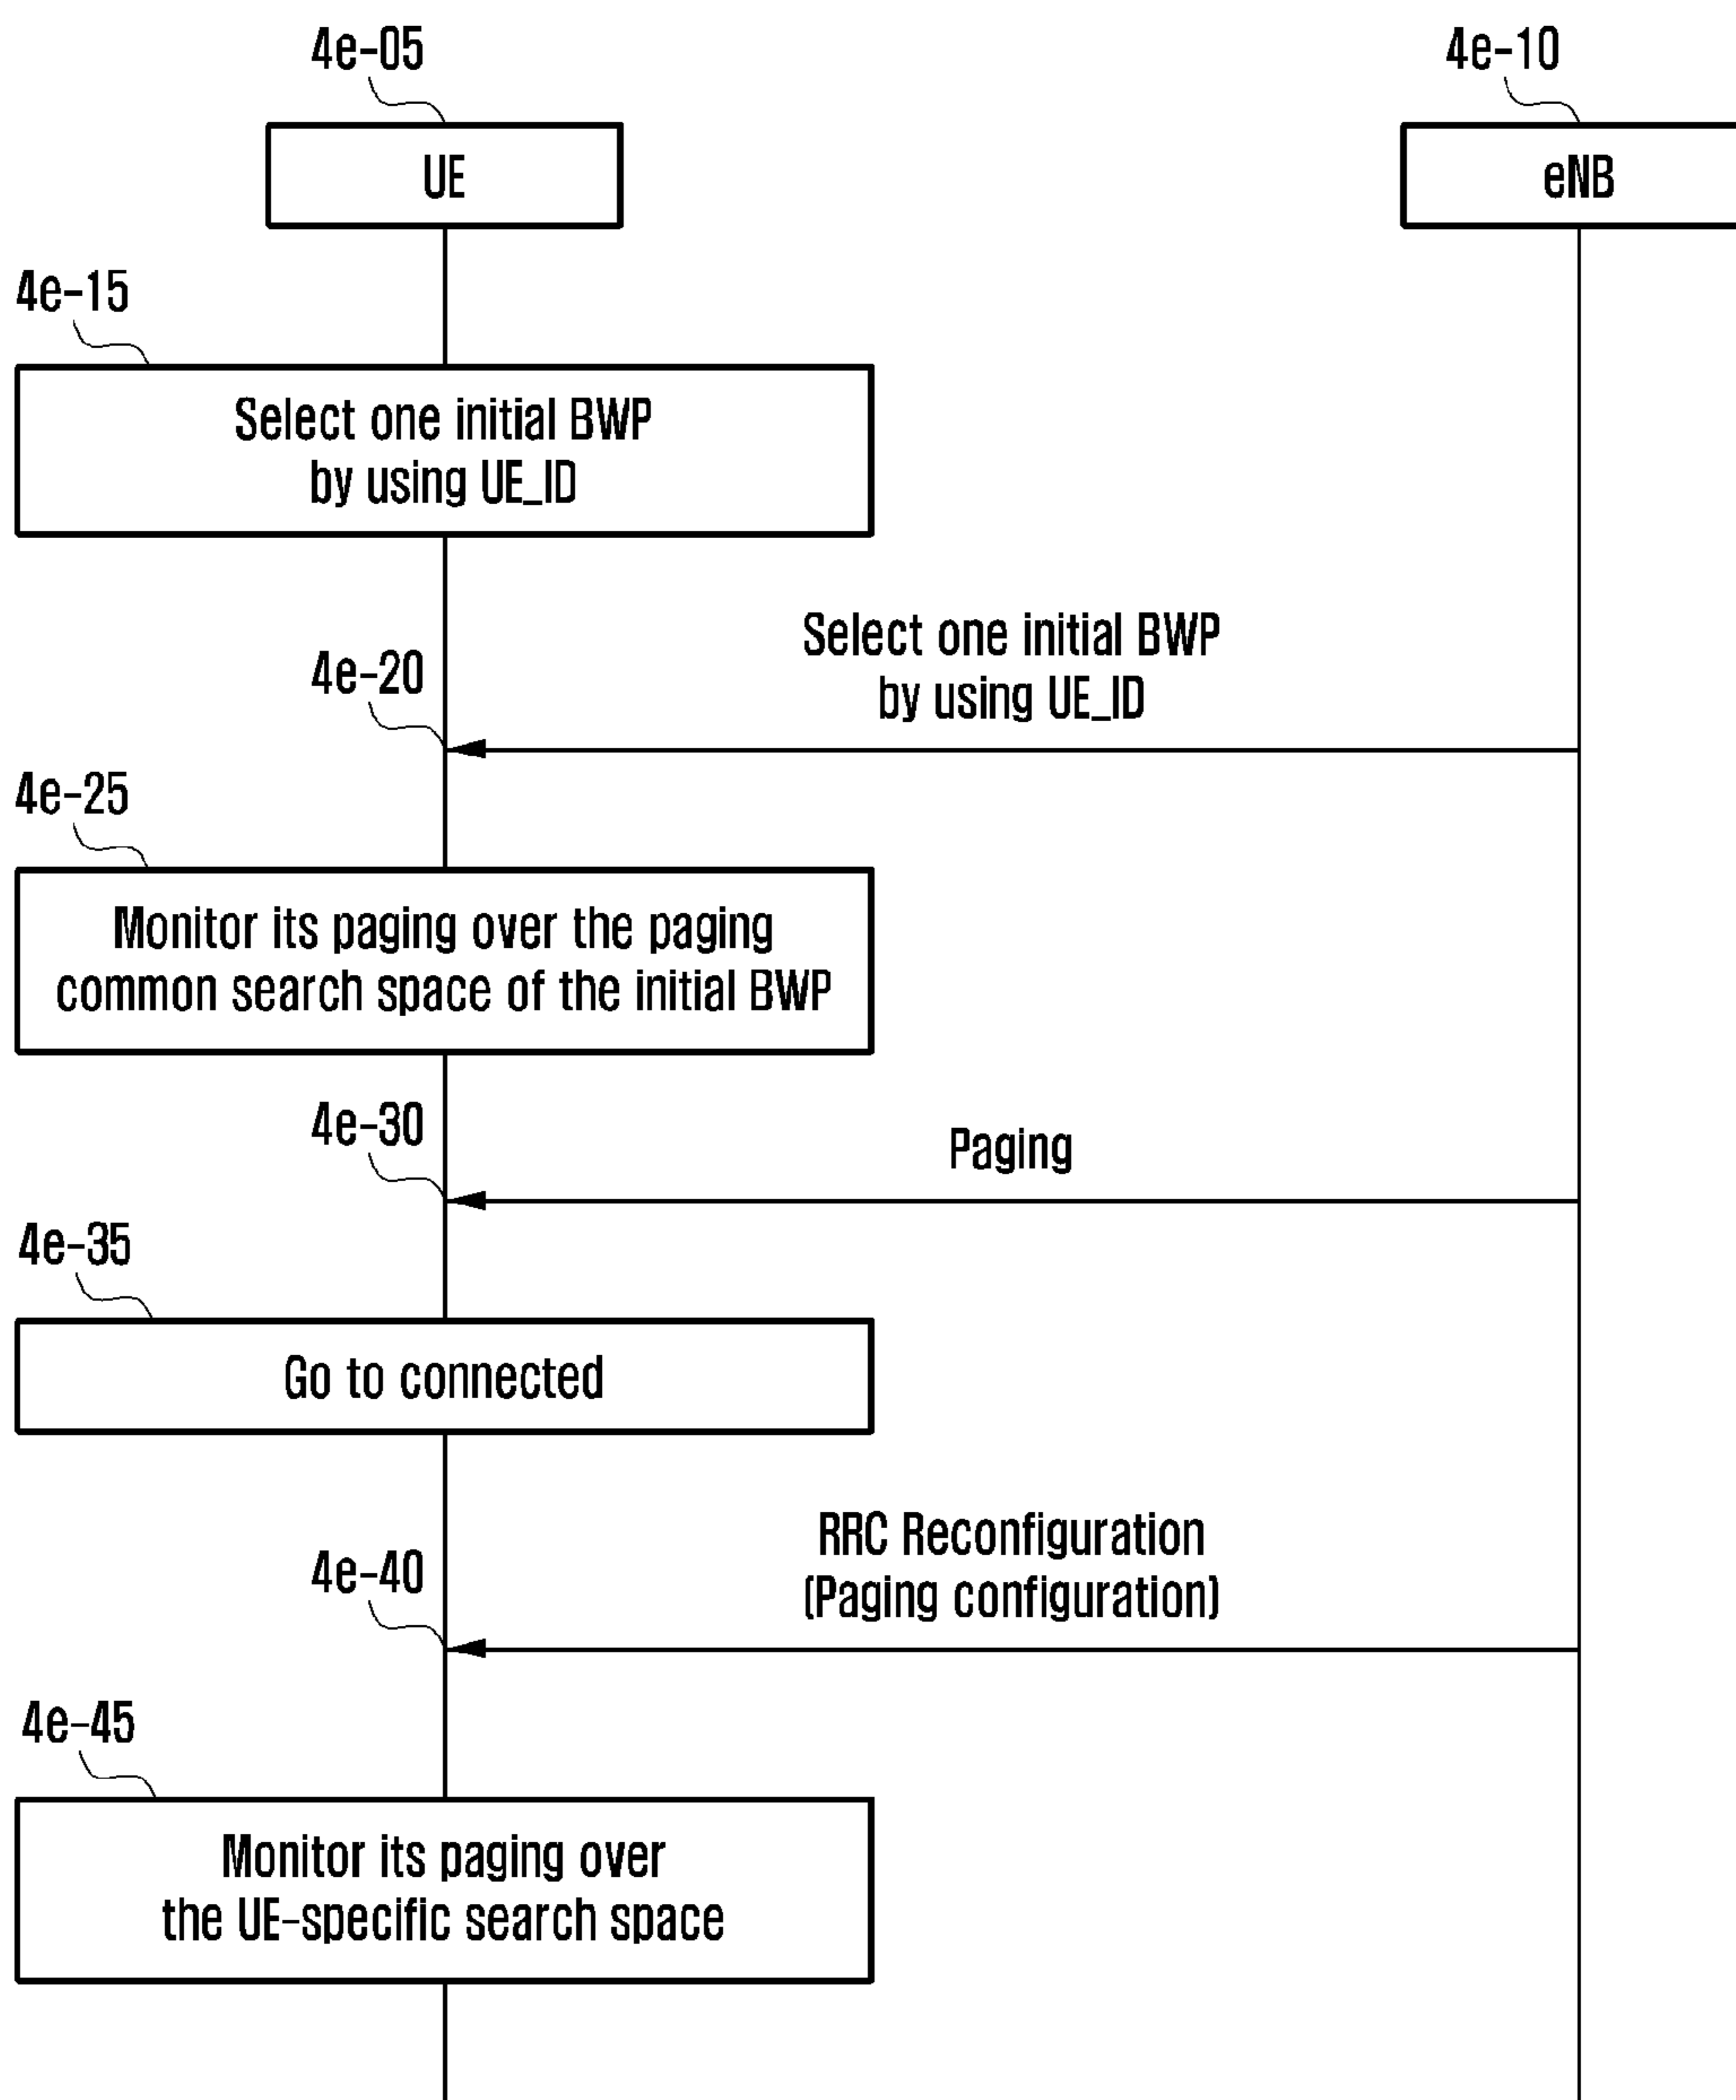 4e-05
4e-10
UE
eNB
4e-15
Select one initial BWP
by using UE_ID
Select one initial BWP
by using UE_ID
4e-20
4e-25
Monitor its paging over the paging
common search space of the initial BWP
4e-30
Paging
4e-35
Go to connected
RRC Reconfiguration
(Paging configuration)
4e-40
4e-45
Monitor its paging over
the UE-specific search space